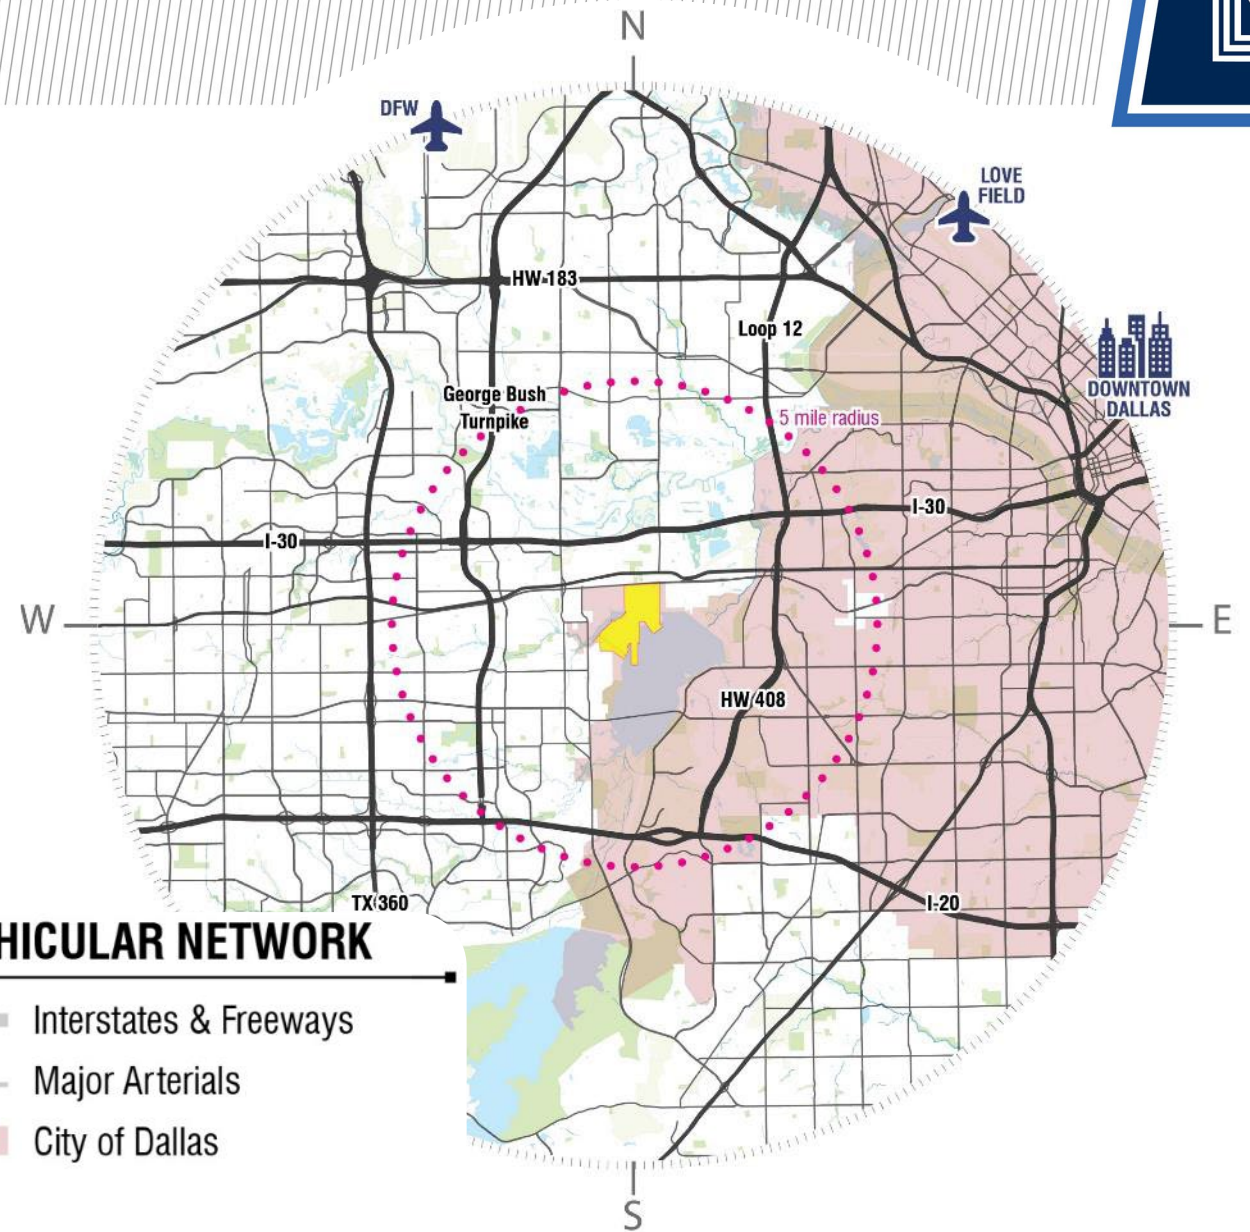 N
DFW
LOVE
FIELD
HW 183
Loop 12
DOWNTOWN
DALLAS
George Bush
Turnpike
5 mile radius
I-30
I-30
W
E
HW 408
TX 360
I-20
HICULAR NETWORK
Interstates & Freeways
Major Arterials
City of Dallas
S